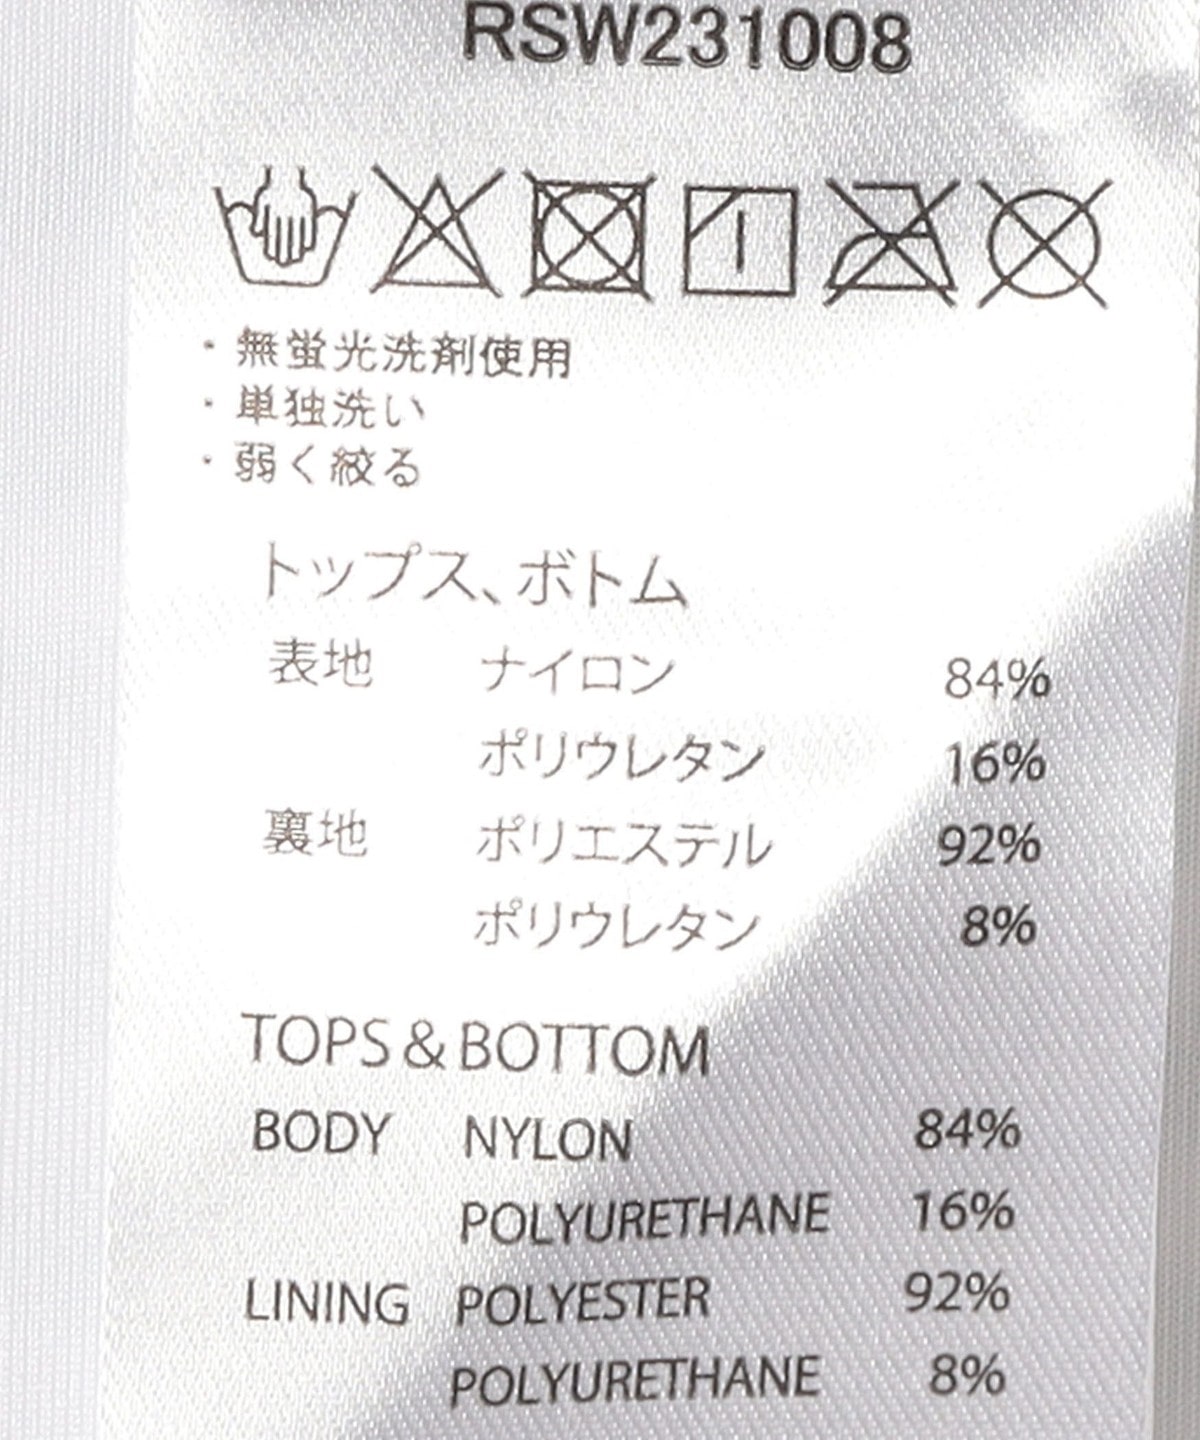 RSW231008
・無蛍光洗剤使用
・単独洗い
・弱く絞る
トップス、ボトム
表地 ナイロン 84%
ポリウレタン 16%
裏地 ポリエステル 92%
ポリウレタン 8%
TOPS & BOTTOM
BODY NYLON 84%
POLYURETHANE 16%
LINING POLYESTER 92%
POLYURETHANE 8%